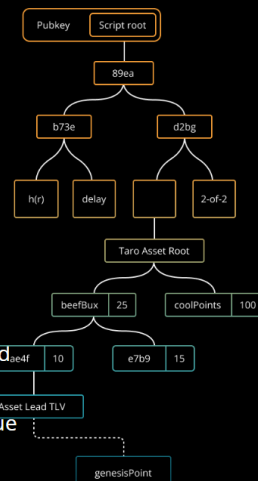 Pubkey Script root
89ea
b73e d2bg
h(r) delay 2-of-2
Taro Asset Root
beefBux 25 coolPoints 100
d
ae4f 10 e7b9 15
Asset Lead TLV
ue
genesisPoint